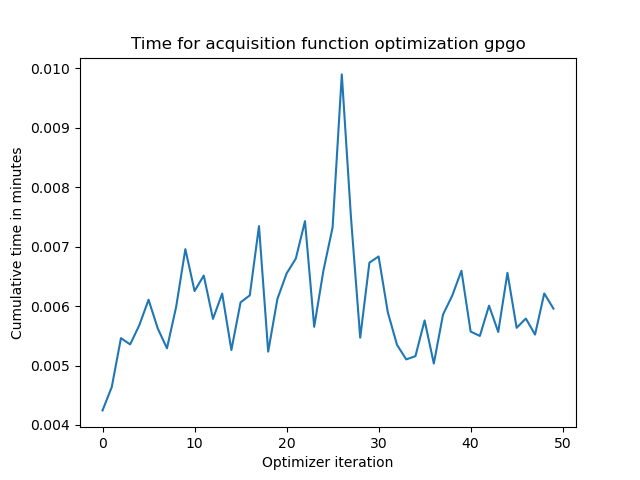 Time for acquisition function optimization gpgo
0.010
0.009
0.008
0.007
0.006
0.005
0.004
Cumulative time in minutes
0 10 20 30 40 50
Optimizer iteration